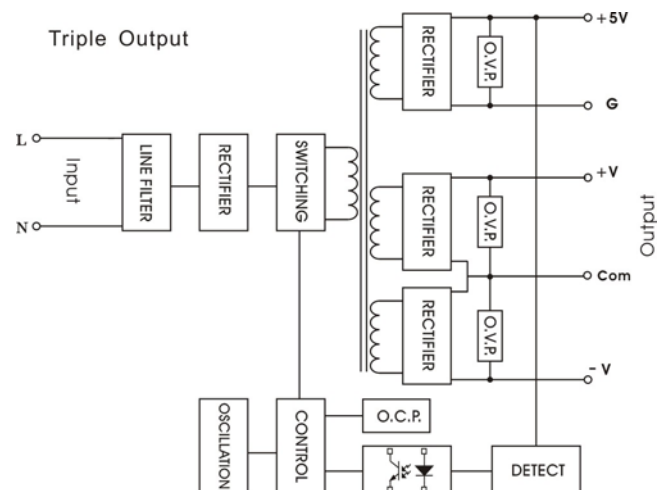 Triple Output
L
N
Input
LINE FILTER
RECTIFIER
SWITCHING
RECTIFIER
O.V.P.
+5V
G
RECTIFIER
O.V.P.
+V
Com
RECTIFIER
O.V.P.
- V
Output
OSCILLATION
CONTROL
O.C.P.
DETECT